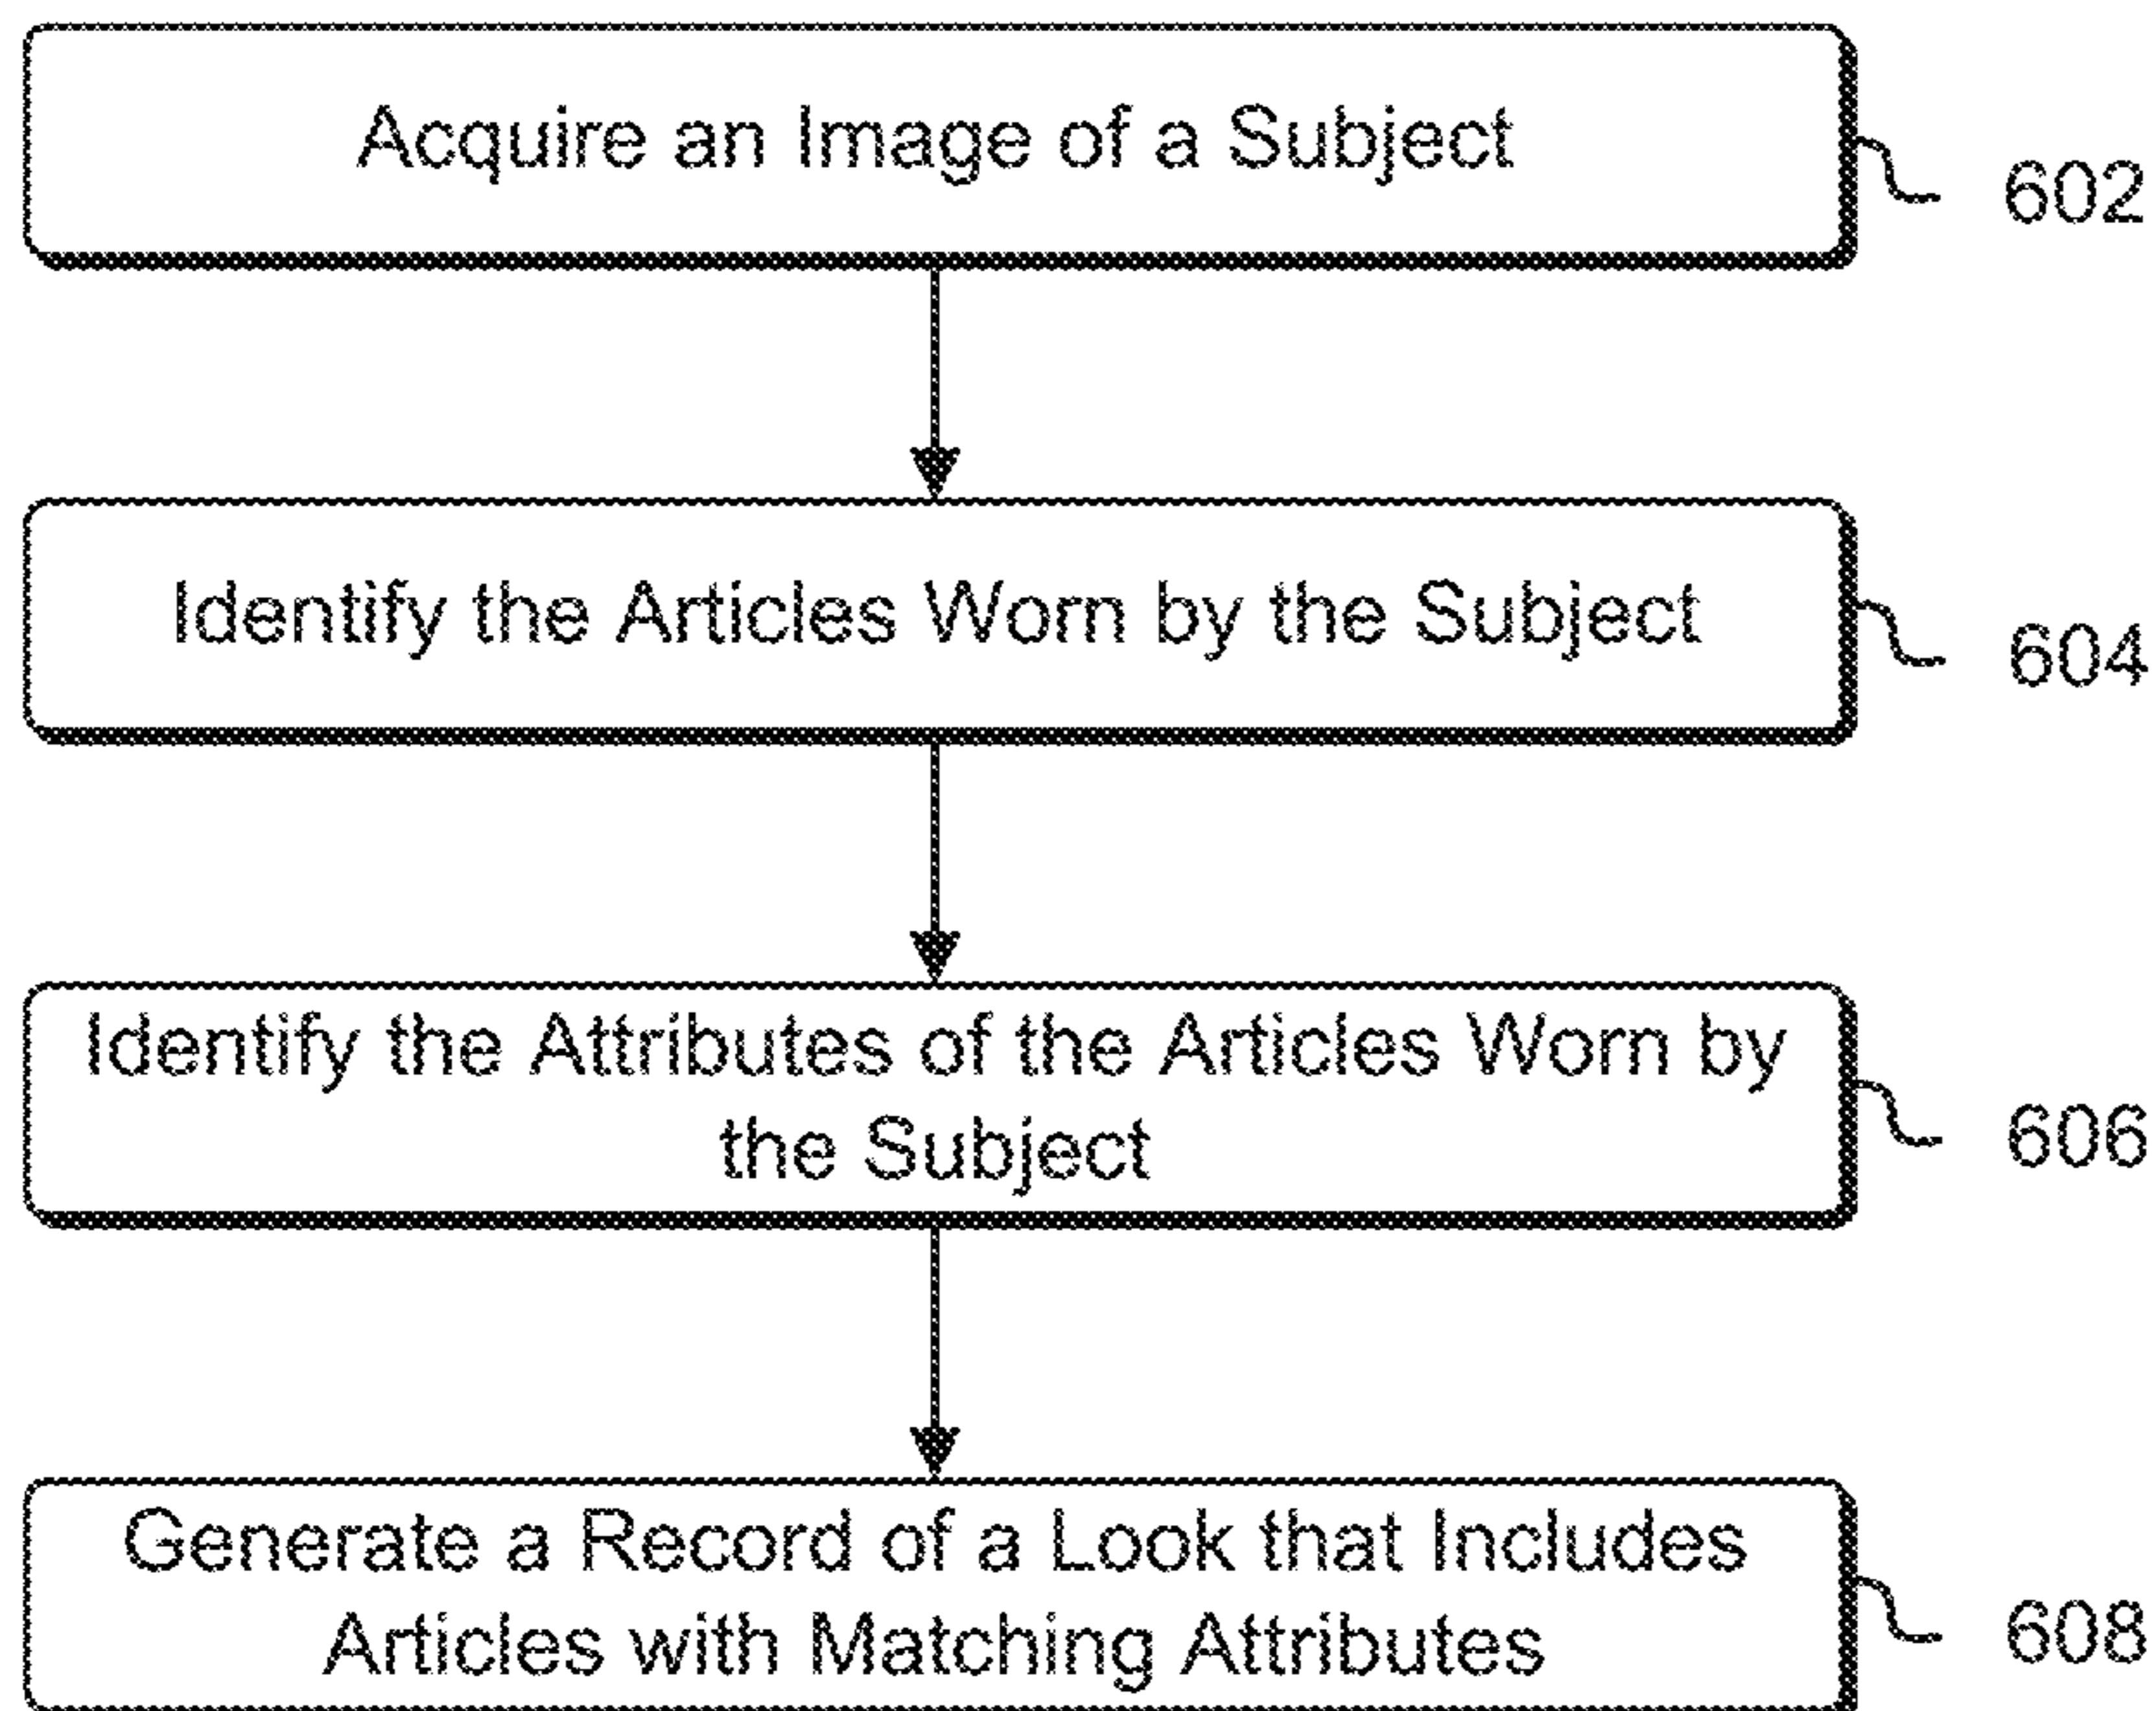 Acquire an Image of a Subject
602
Identify the Articles Worn by the Subject
604
Identify the Attributes of the Articles Worn by
the Subject
606
Generate a Record of a Look that Includes
Articles with Matching Attributes
608